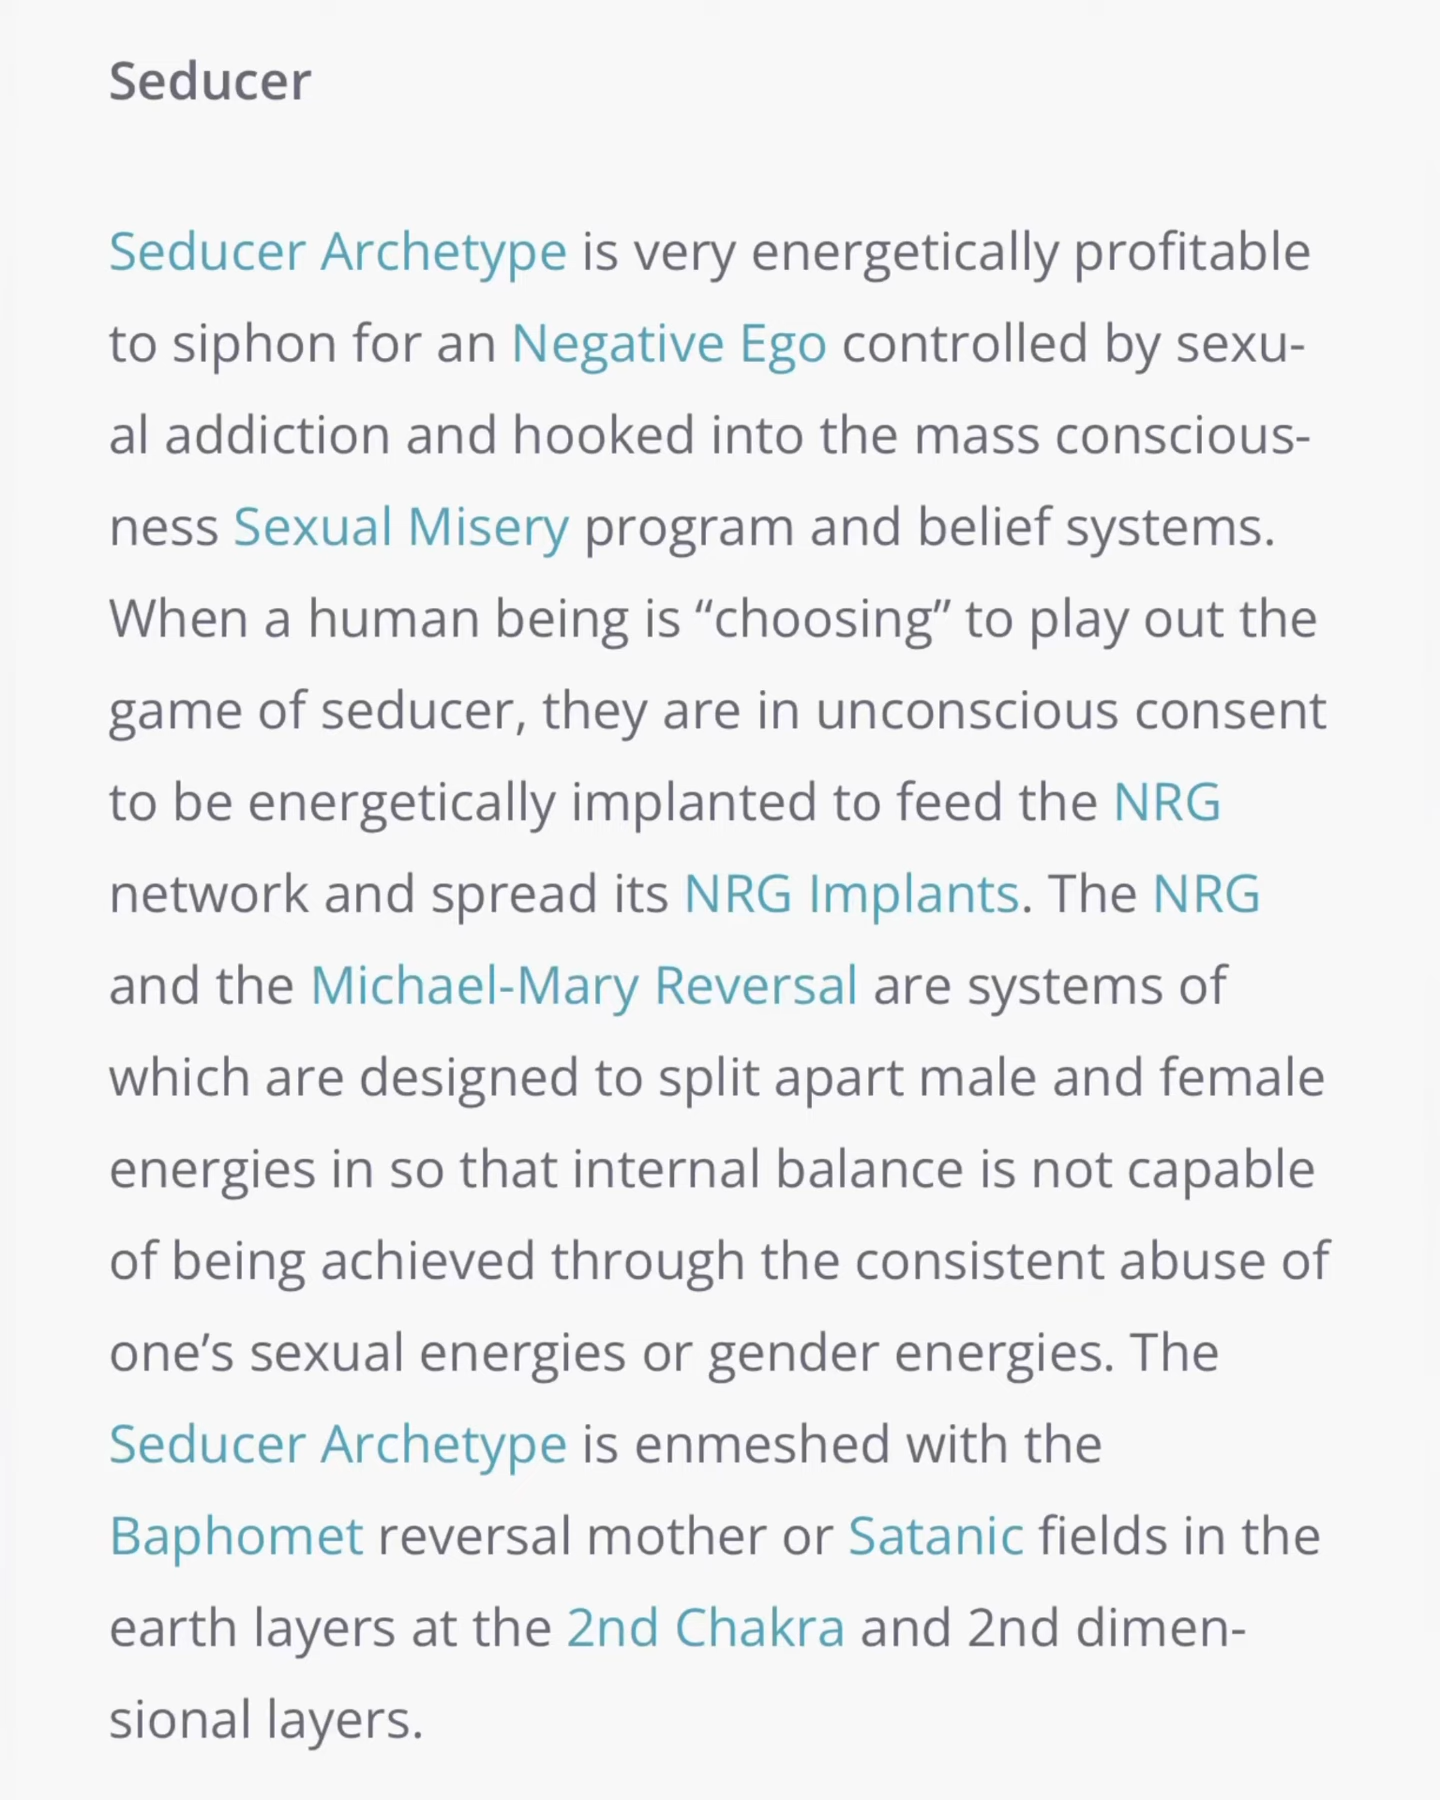 Seducer
Seducer Archetype is very energetically profitable
to siphon for an Negative Ego controlled by sexu-
al addiction and hooked into the mass conscious-
ness Sexual Misery program and belief systems.
When a human being is “choosing” to play out the
game of seducer, they are in unconscious consent
to be energetically implanted to feed the NRG
network and spread its NRG Implants. The NRG
and the Michael-Mary Reversal are systems of
which are designed to split apart male and female
energies in so that internal balance is not capable
of being achieved through the consistent abuse of
one’s sexual energies or gender energies. The
Seducer Archetype is enmeshed with the
Baphomet reversal mother or Satanic fields in the
earth layers at the 2nd Chakra and 2nd dimen-
sional layers.